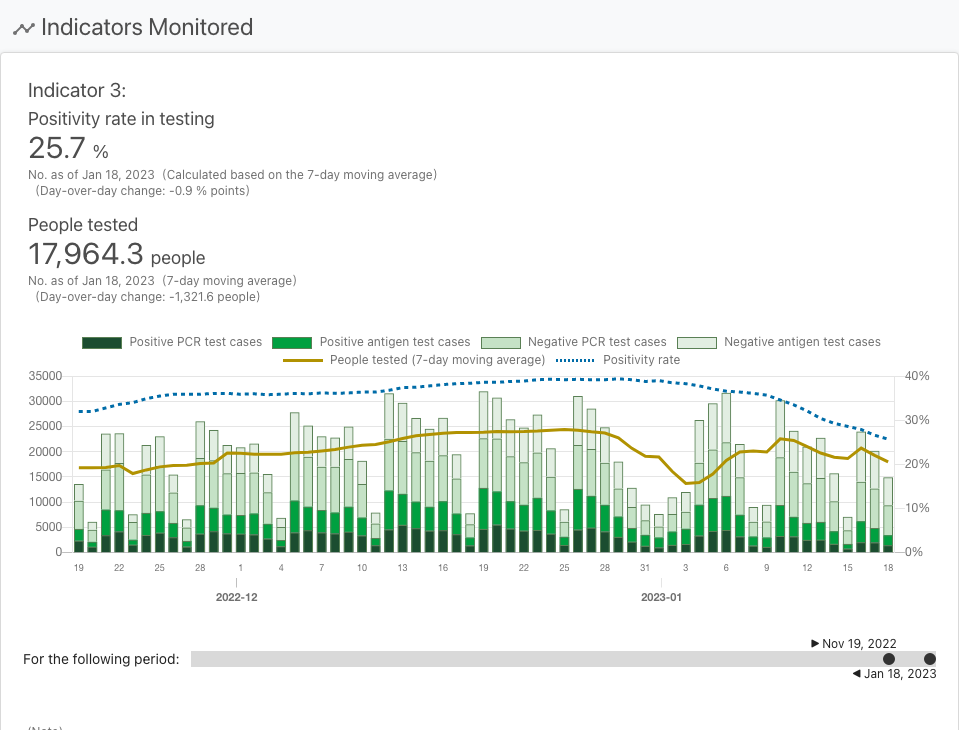 Indicators Monitored
Indicator 3:
Positivity rate in testing
25.7 %
No. as of Jan 18, 2023 (Calculated based on the 7-day moving average)
(Day-over-day change: -0.9 % points)
People tested
17,964.3 people
No. as of Jan 18, 2023 (7-day moving average)
(Day-over-day change: -1,321.6 people)
Positive PCR test cases Positive antigen test cases Negative PCR test cases Negative antigen test cases
People tested (7-day moving average) Positivity rate
35000 40%
30000
25000 30%
20000 20%
15000
10000 10%
5000
0 0%
19 22 25 28 1 4 7 10 13 16 19 22 25 28 31 3 6 9 12 15 18
2022-12 2023-01
▶ Nov 19, 2022
For the following period:
◀ Jan 18, 2023
(Note)